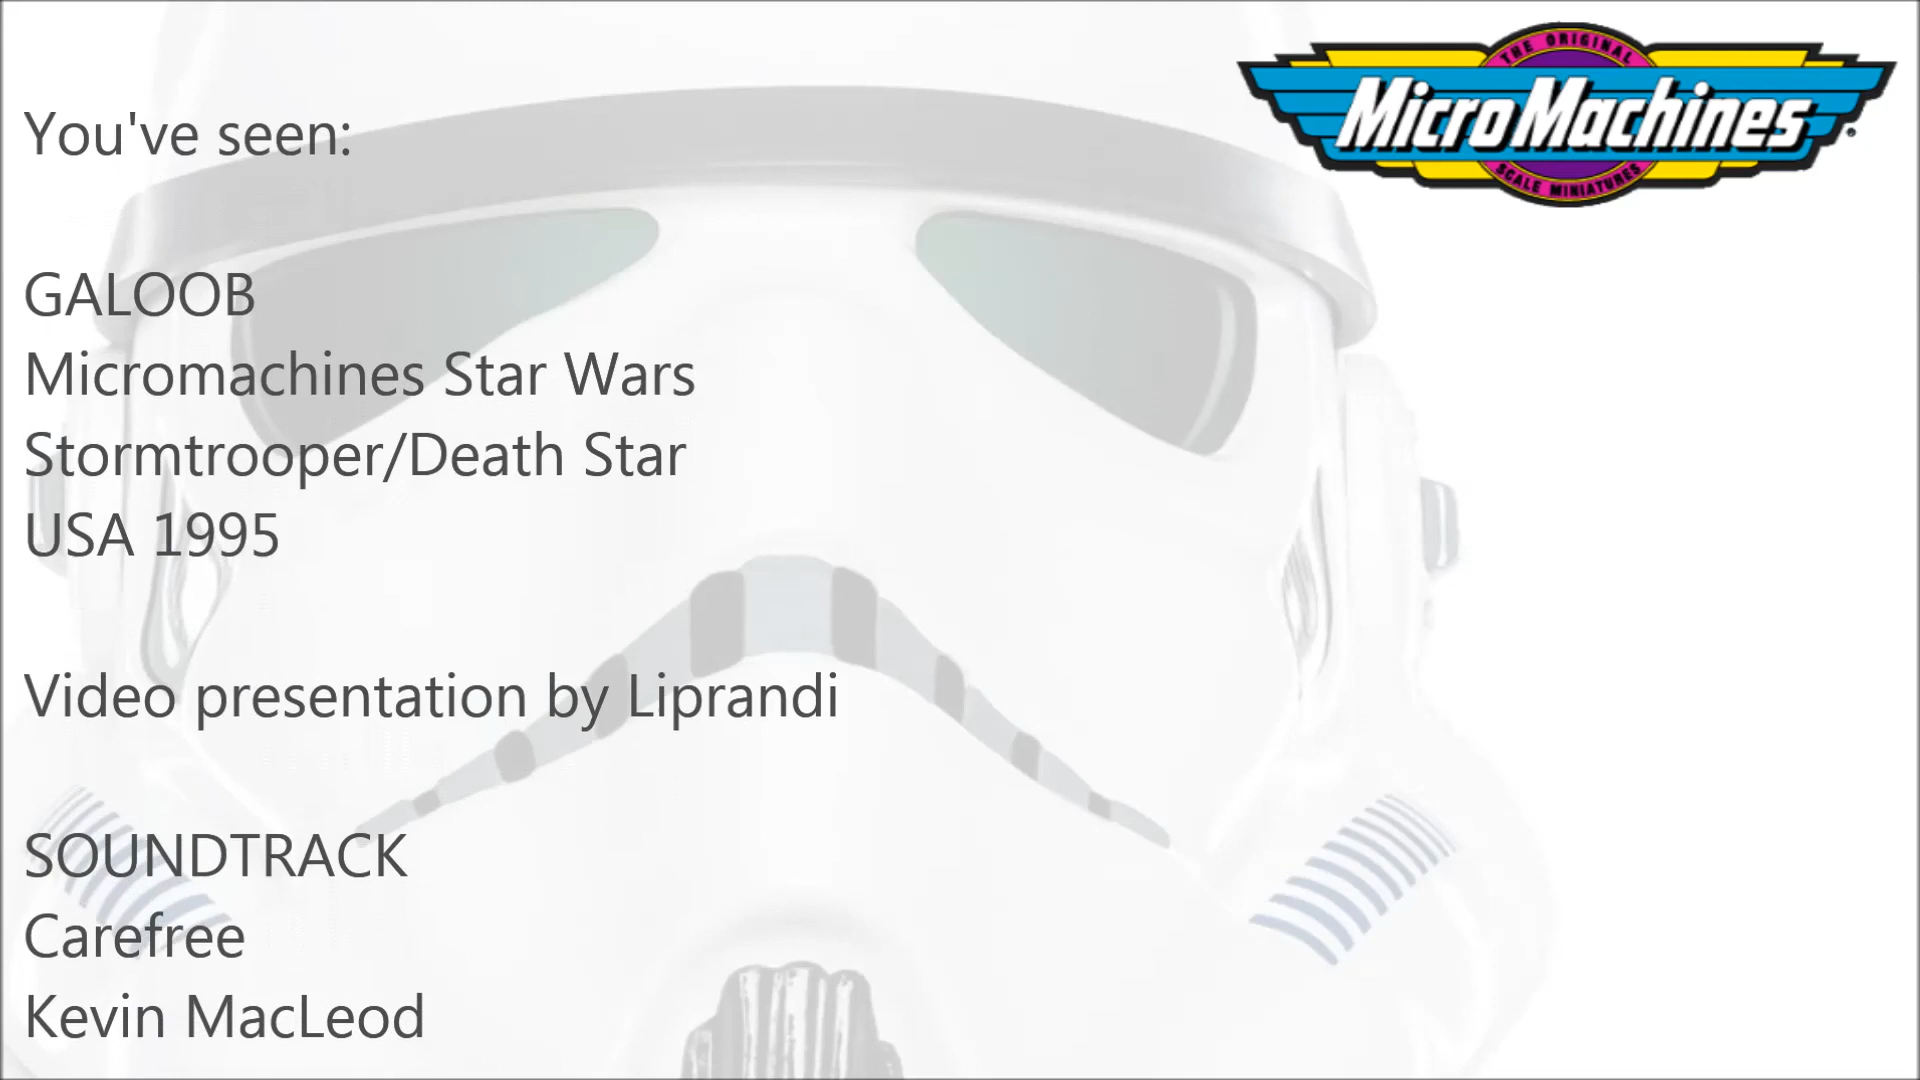 THE ORIGINAL
MicroMachines
SCALE MINIATURES
You've seen:
GALOOB
Micromachines Star Wars
Stormtrooper/Death Star
USA 1995
Video presentation by Liprandi
SOUNDTRACK
Carefree
Kevin MacLeod